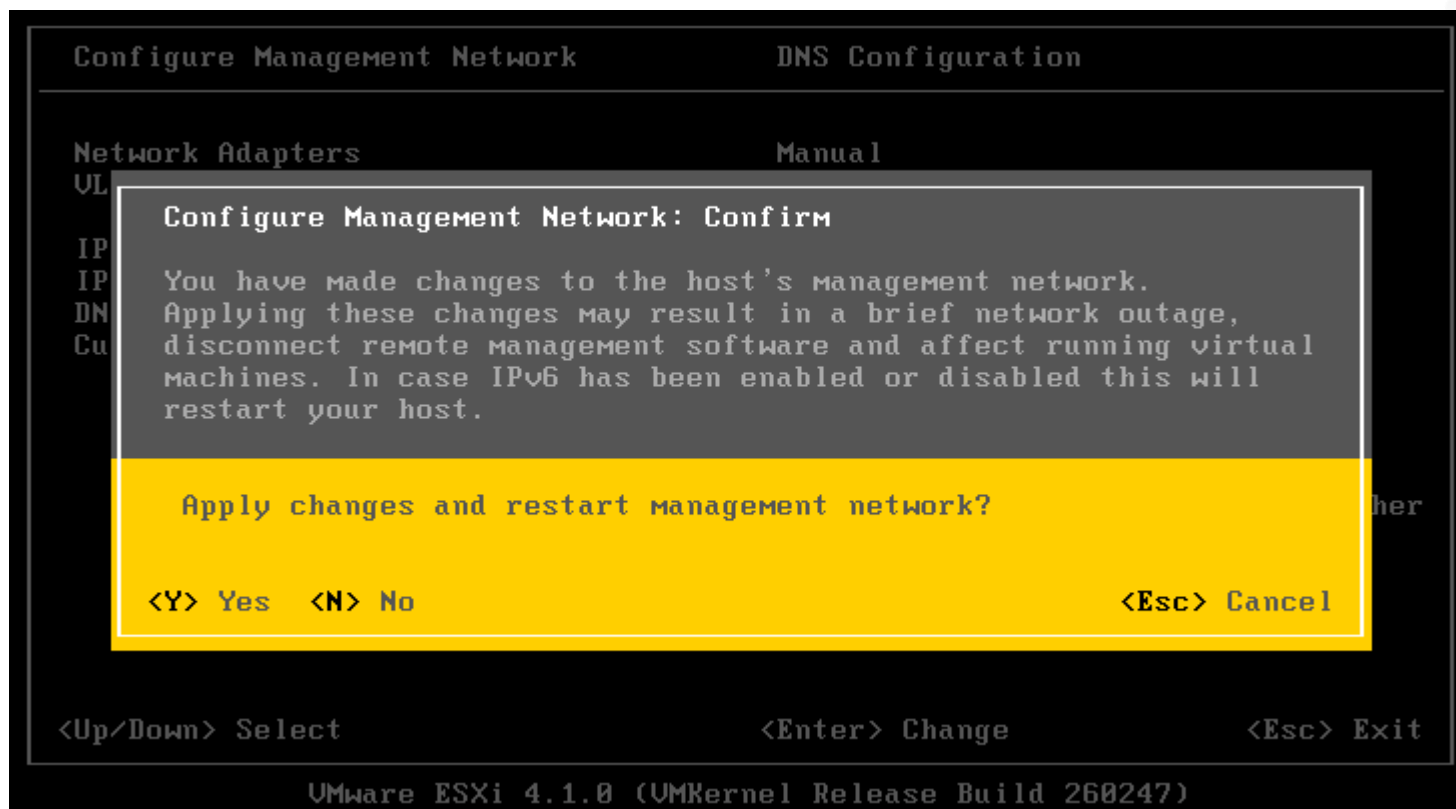 Configure Management Network DNS Configuration
Network Adapters Manual
VL
Configure Management Network: Confirm
IP
IP You have made changes to the host's management network.
DN Applying these changes may result in a brief network outage,
Cu disconnect remote management software and affect running virtual
machines. In case IPv6 has been enabled or disabled this will
restart your host.
Apply changes and restart management network? her
<Y> Yes <N> No <Esc> Cancel
<Up/Down> Select <Enter> Change <Esc> Exit
VMware ESXi 4.1.0 (VMKernel Release Build 260247)